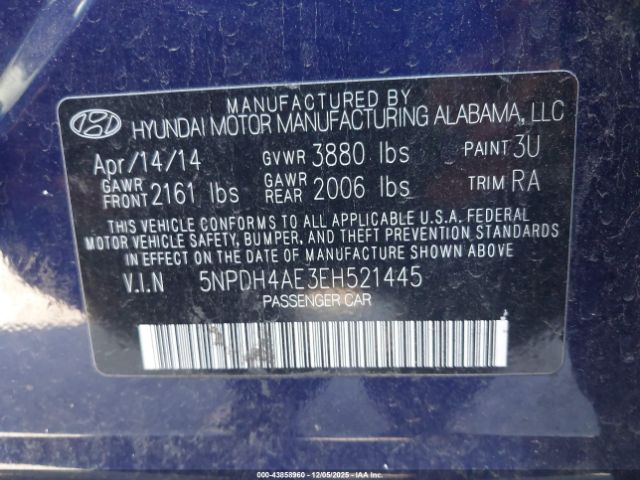 MANUFACTURED BY
HYUNDAI MOTOR MANUFACTURING ALABAMA, LLC
Apr/14/14 GVWR 3880 lbs PAINT 3U
GAWR FRONT 2161 lbs GAWR REAR 2006 lbs TRIM RA
THIS VEHICLE CONFORMS TO ALL APPLICABLE U.S.A. FEDERAL
MOTOR VEHICLE SAFETY, BUMPER, AND THEFT PREVENTION
STANDARDS IN EFFECT ON THE DATE OF MANUFACTURE SHOWN ABOVE.
V.I.N 5NPDH4AE3EH521445
PASSENGER CAR
000-43858960 12/05/2025 IAA Inc.